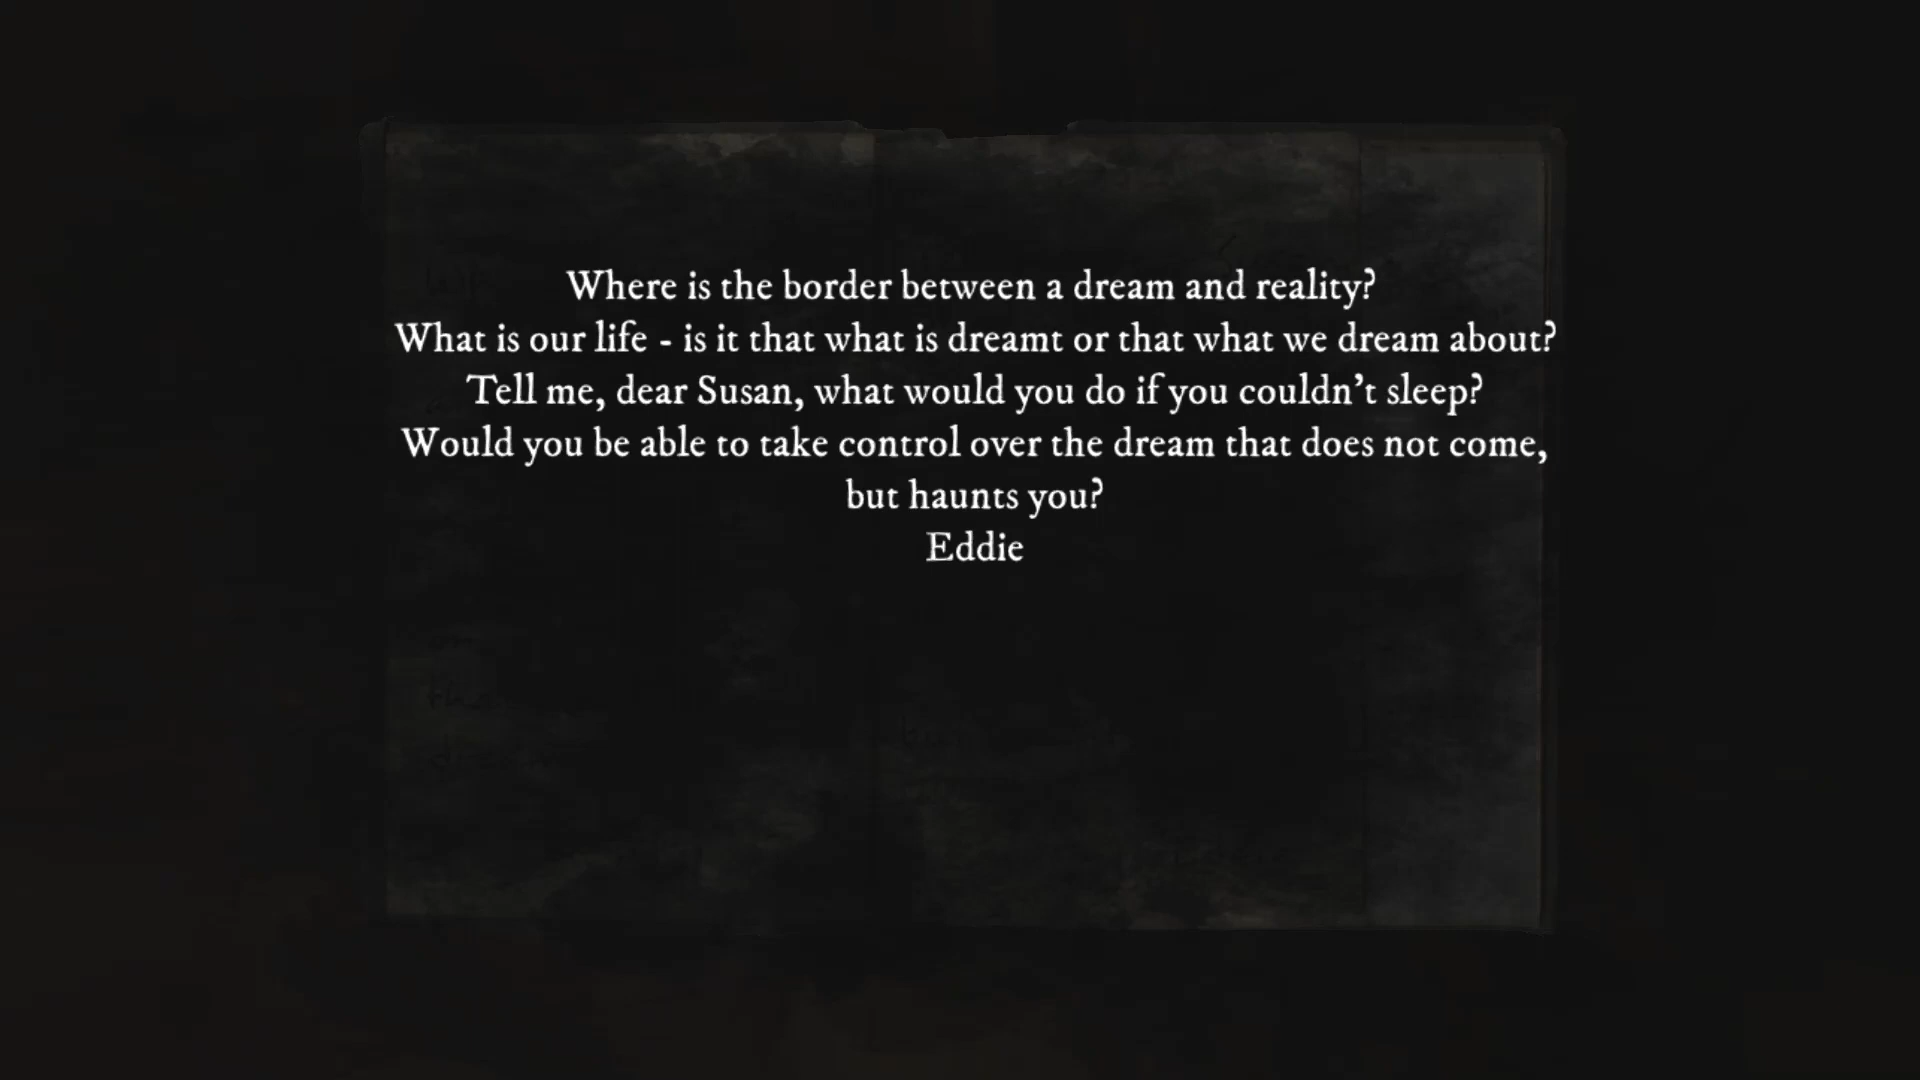 Where is the border between a dream and reality?
What is our life - is it that what is dreamt or that what we dream about?
Tell me, dear Susan, what would you do if you couldn't sleep?
Would you be able to take control over the dream that does not come,
but haunts you?
Eddie